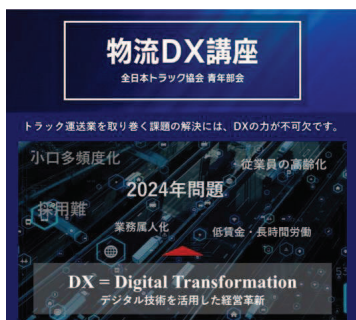 物流DX講座
全日本トラック協会 青年部会
トラック運送業を取り巻く課題の解決には、DXの力が不可欠です。
小口多頻度化
従業員の高齢化
2024年問題
採用難
業務属人化
低賃金・長時間労働
DX = Digital Transformation
デジタル技術を活用した経営革新